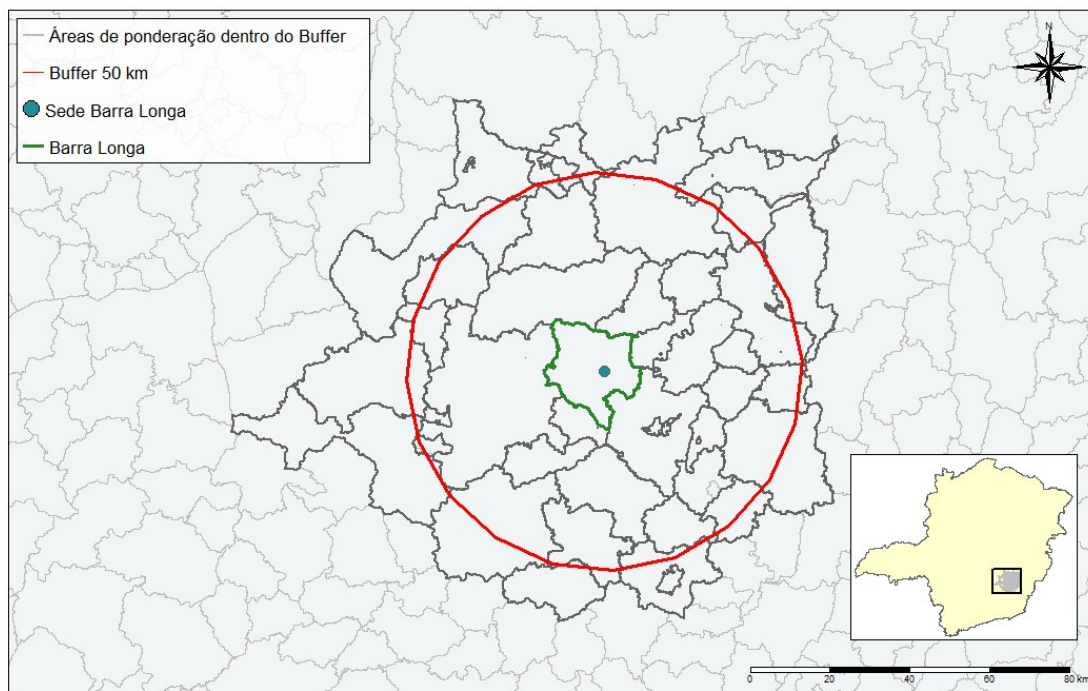 Áreas de ponderação dentro do Buffer
Buffer 50 km
Sede Barra Longa
Barra Longa
N
0 20 40 60 80 km